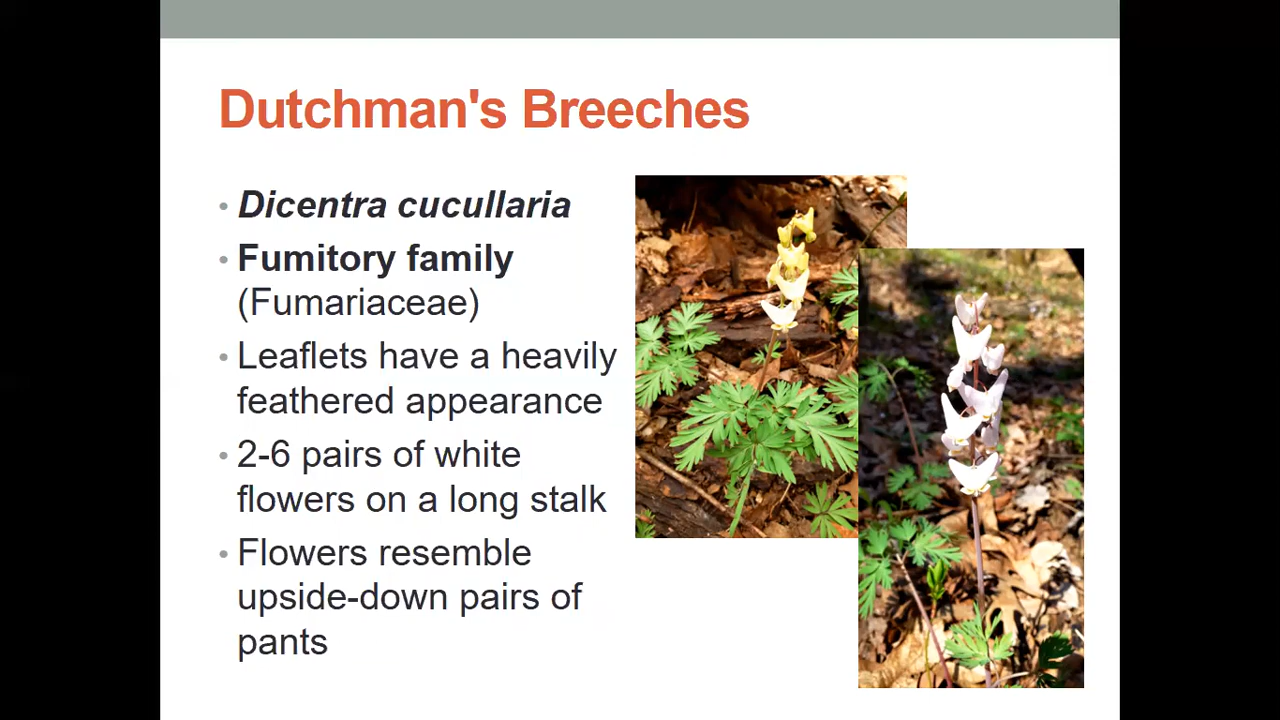 Dutchman's Breeches
• Dicentra cucullaria
• Fumitory family
(Fumariaceae)
• Leaflets have a heavily
feathered appearance
• 2-6 pairs of white
flowers on a long stalk
• Flowers resemble
upside-down pairs of
pants